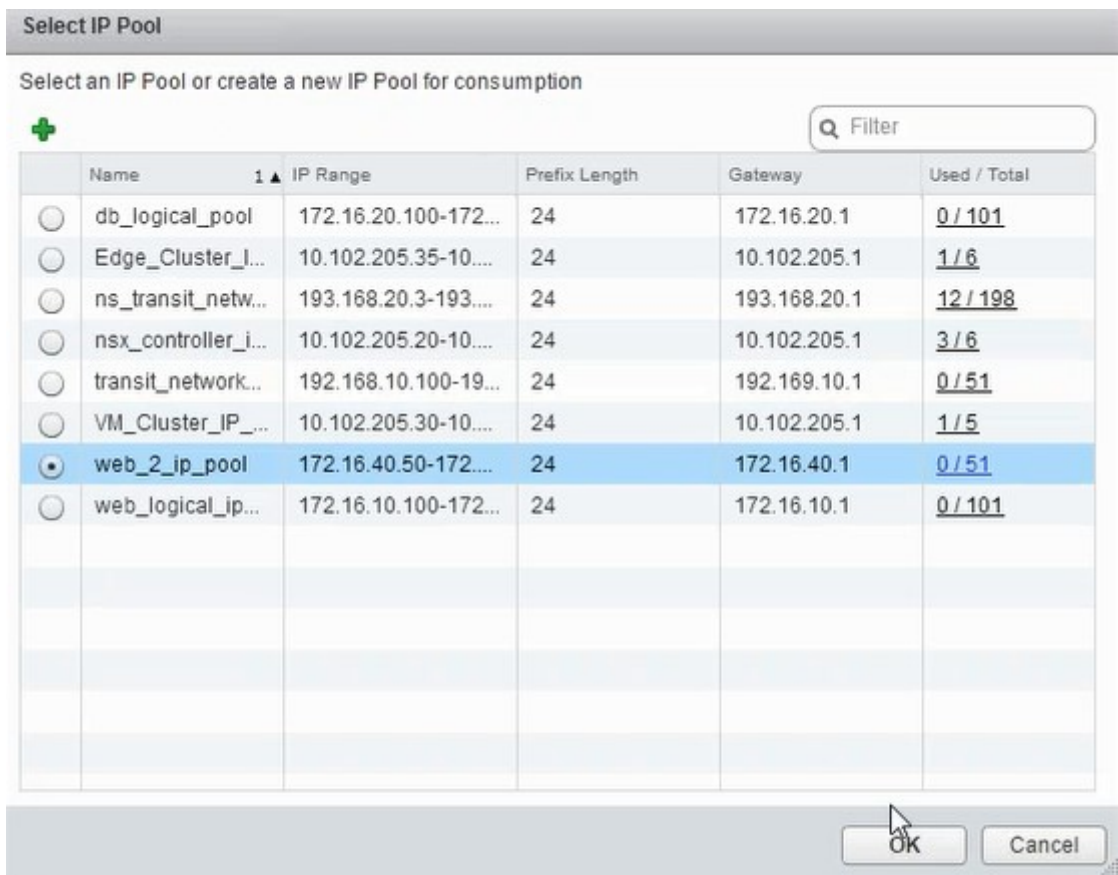 Select IP Pool
Select an IP Pool or create a new IP Pool for consumption
Filter
Name 1 ▲ IP Range Prefix Length Gateway Used / Total
db_logical_pool 172.16.20.100-172... 24 172.16.20.1 0 / 101
Edge_Cluster_I... 10.102.205.35-10.... 24 10.102.205.1 1 / 6
ns_transit_netw... 193.168.20.3-193.... 24 193.168.20.1 12 / 198
nsx_controller_i... 10.102.205.20-10.... 24 10.102.205.1 3 / 6
transit_network... 192.168.10.100-19... 24 192.169.10.1 0 / 51
VM_Cluster_IP_... 10.102.205.30-10.... 24 10.102.205.1 1 / 5
web_2_ip_pool 172.16.40.50-172.... 24 172.16.40.1 0 / 51
web_logical_ip... 172.16.10.100-172... 24 172.16.10.1 0 / 101
OK Cancel